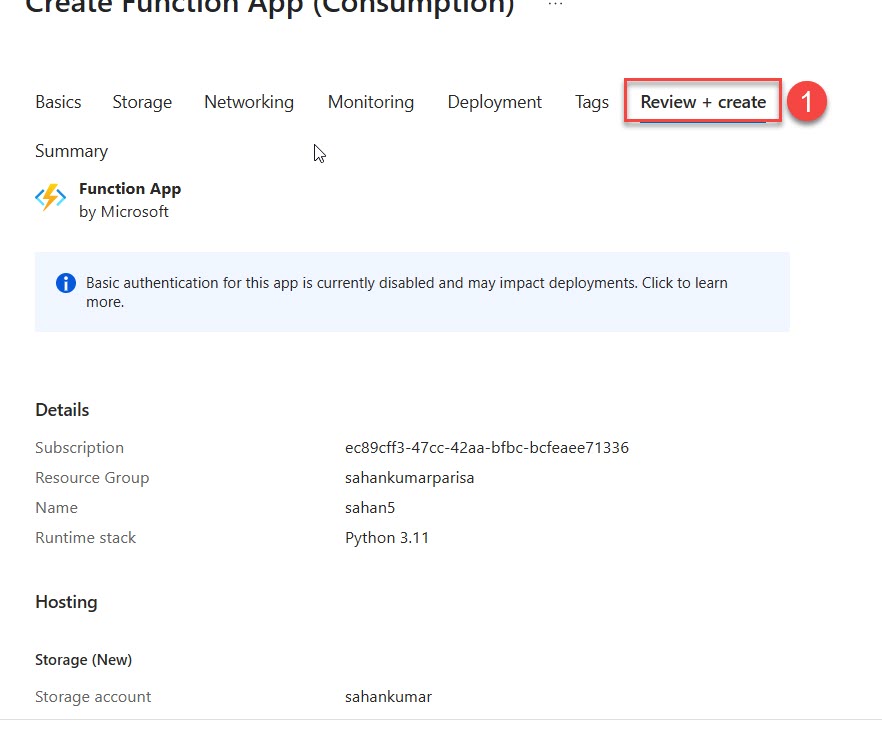 Create Function App (Consumption) ...
Basics Storage Networking Monitoring Deployment Tags Review + create 1
Summary
Function App
by Microsoft
Basic authentication for this app is currently disabled and may impact deployments. Click to learn
more.
Details
Subscription ec89cff3-47cc-42aa-bfbc-bcfeaee71336
Resource Group sahankumarparisa
Name sahan5
Runtime stack Python 3.11
Hosting
Storage (New)
Storage account sahankumar